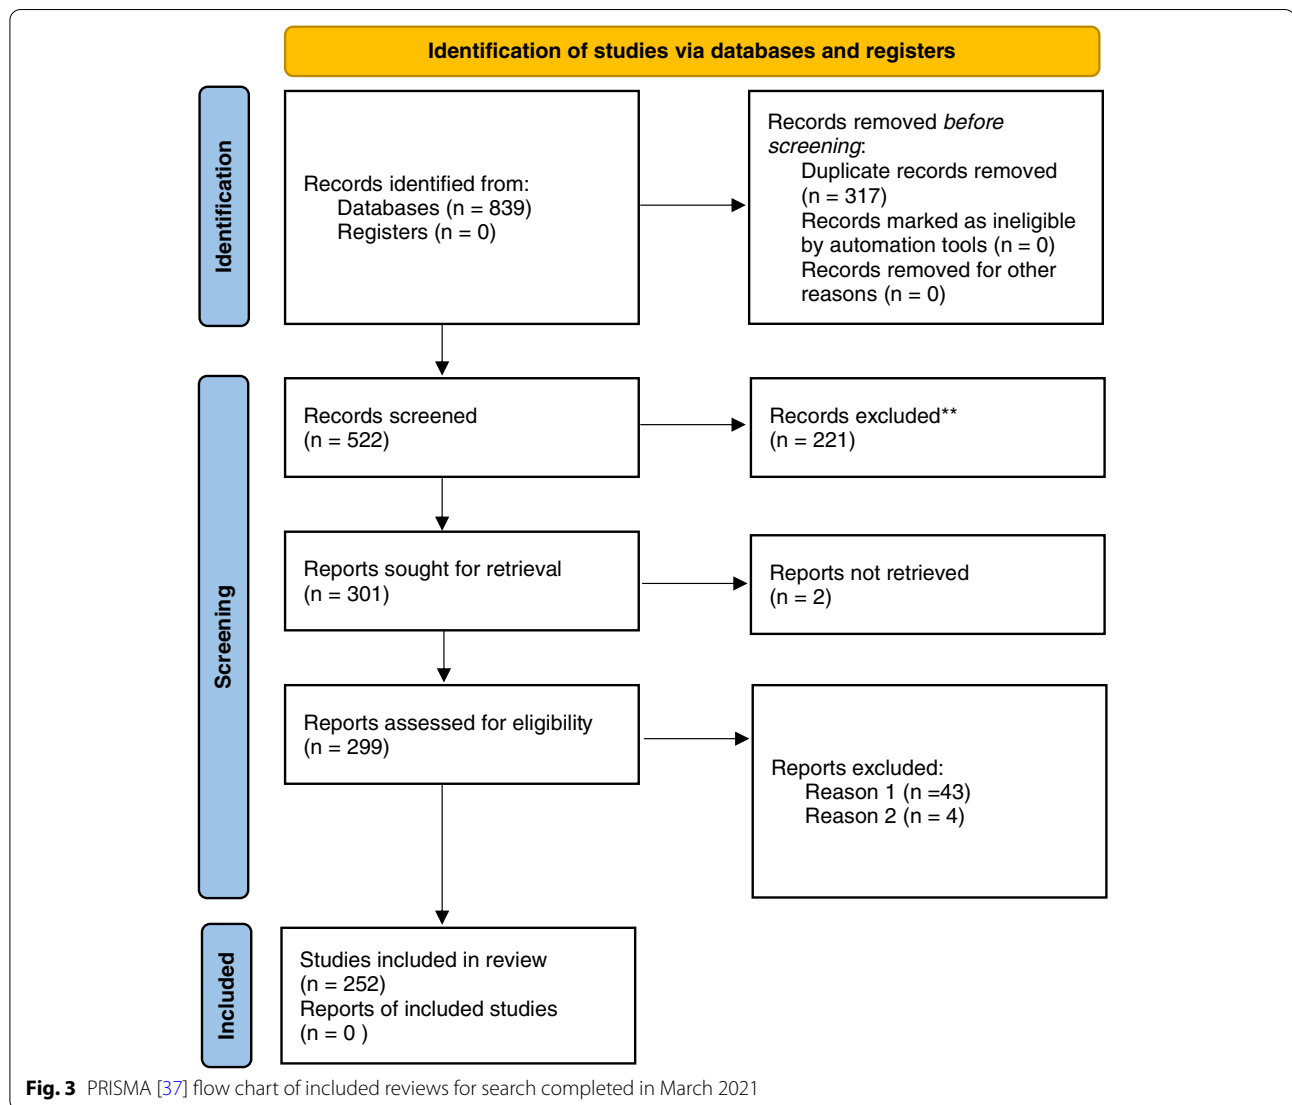 Identification of studies via databases and registers
Identification
Records identified from:
Databases (n = 839)
Registers (n = 0)
Records removed before
screening:
Duplicate records removed
(n = 317)
Records marked as ineligible
by automation tools (n = 0)
Records removed for other
reasons (n = 0)
Screening
Records screened
(n = 522)
Records excluded**
(n = 221)
Reports sought for retrieval
(n = 301)
Reports not retrieved
(n = 2)
Reports assessed for eligibility
(n = 299)
Reports excluded:
Reason 1 (n =43)
Reason 2 (n = 4)
Included
Studies included in review
(n = 252)
Reports of included studies
(n = 0 )
Fig. 3 PRISMA [37] flow chart of included reviews for search completed in March 2021